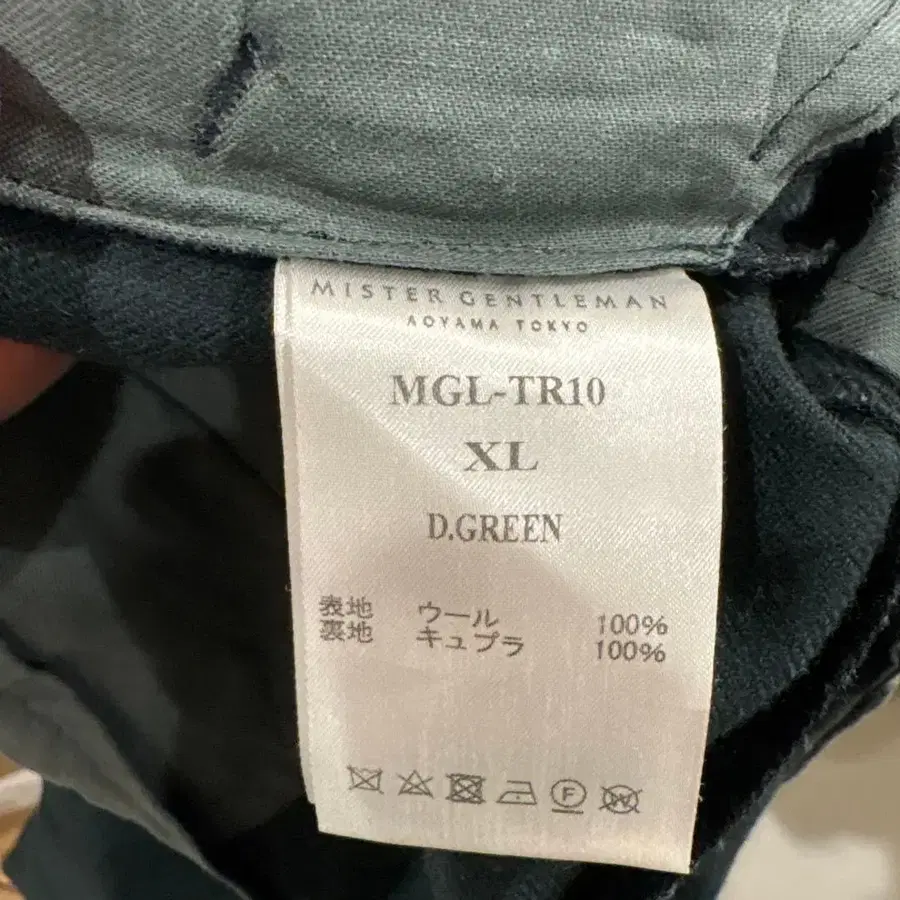 MISTER GENTLEMAN
AOYAMA TOKYO
MGL-TR10
XL
D.GREEN
表地 ウール 100%
裏地 キュプラ 100%
F
W